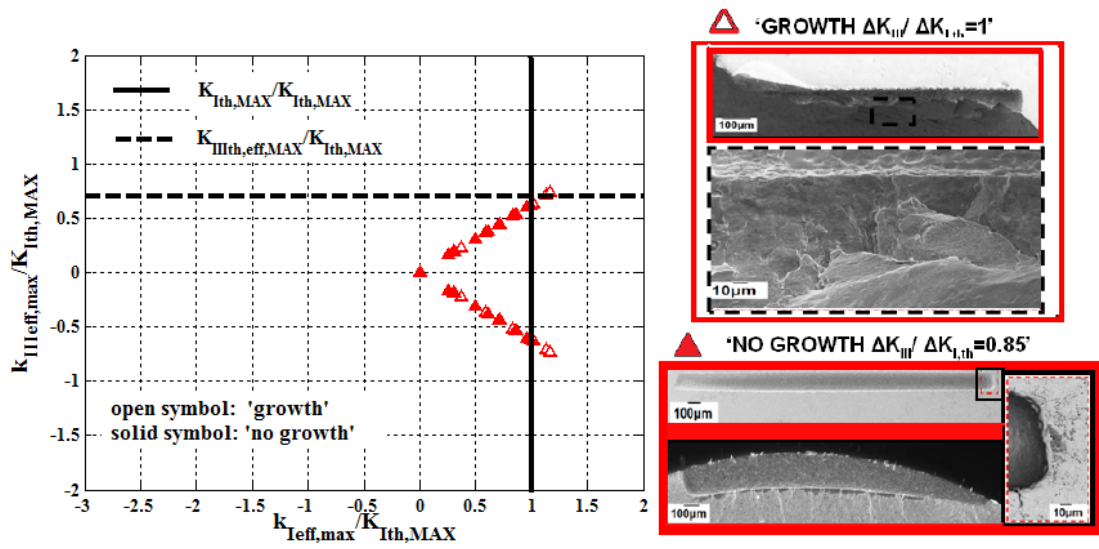 2
1.5
1
0.5
0
-0.5
-1
-1.5
-2
-3
-2.5
-2
-1.5
-1
-0.5
0
0.5
1
1.5
2
K_Ith,MAX/K_Ith,MAX
K_IIIth,eff,MAX/K_Ith,MAX
open symbol: 'growth'
solid symbol: 'no growth'
k_IIIeff,max/K_Ith,MAX
k_Ieff,max/K_Ith,MAX
‘GROWTH ΔK_III/ ΔK_I,th=1’
100µm
10µm
‘NO GROWTH ΔK_III/ ΔK_I,th=0.85’
100µm
100µm
10µm